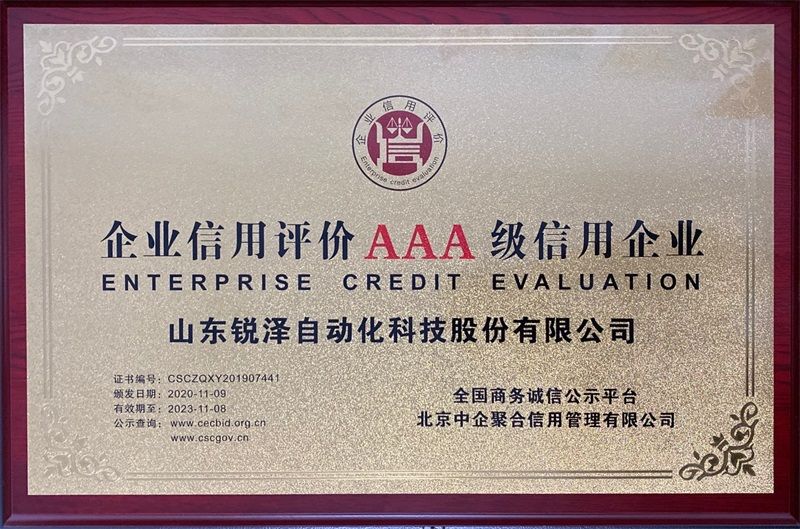 企业信用评价
Enterprise credit evaluation
企业信用评价AAA级信用企业
ENTERPRISE CREDIT EVALUATION
山东锐泽自动化科技股份有限公司
证书编号：CSCZQXY201907441
颁发日期：2020-11-09
有效期至：2023-11-08
公示查询：www.cecbid.org.cn
www.cscgov.cn
全国商务诚信公示平台
北京中企聚合信用管理有限公司